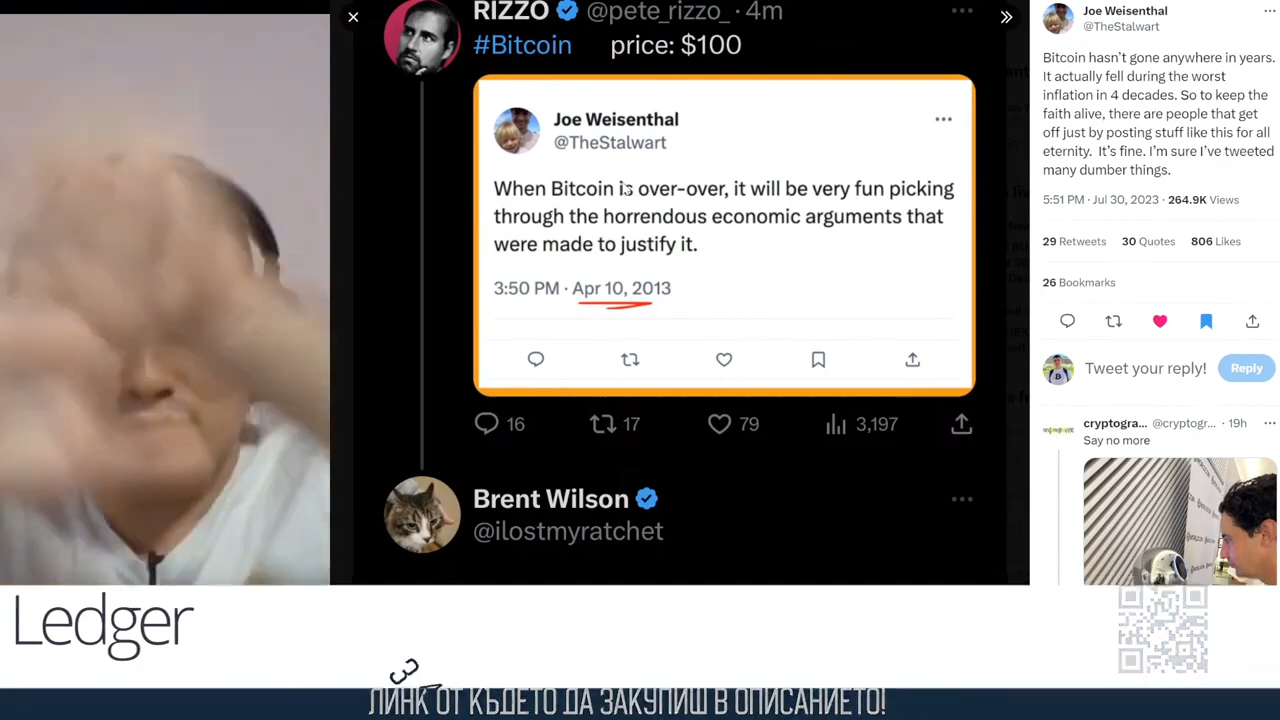 RIZZO @pete_rizzo_ · 4m
#Bitcoin price: $100
Joe Weisenthal
@TheStalwart
When Bitcoin is over-over, it will be very fun picking
through the horrendous economic arguments that
were made to justify it.
3:50 PM · Apr 10, 2013
16 17 79 3,197
Brent Wilson
@ilostmyratchet
Joe Weisenthal
@TheStalwart
Bitcoin hasn't gone anywhere in years.
It actually fell during the worst
inflation in 4 decades. So to keep the
faith alive, there are people that get
off just by posting stuff like this for all
eternity. It's fine. I'm sure I've tweeted
many dumber things.
5:51 PM · Jul 30, 2023 · 264.9K Views
29 Retweets 30 Quotes 806 Likes
26 Bookmarks
Tweet your reply! Reply
cryptogra... @cryptogr... · 19h
Say no more
Ledger
ЛИНК ОТ КЪДЕТО ДА ЗАКУПИШ В ОПИСАНИЕТО!